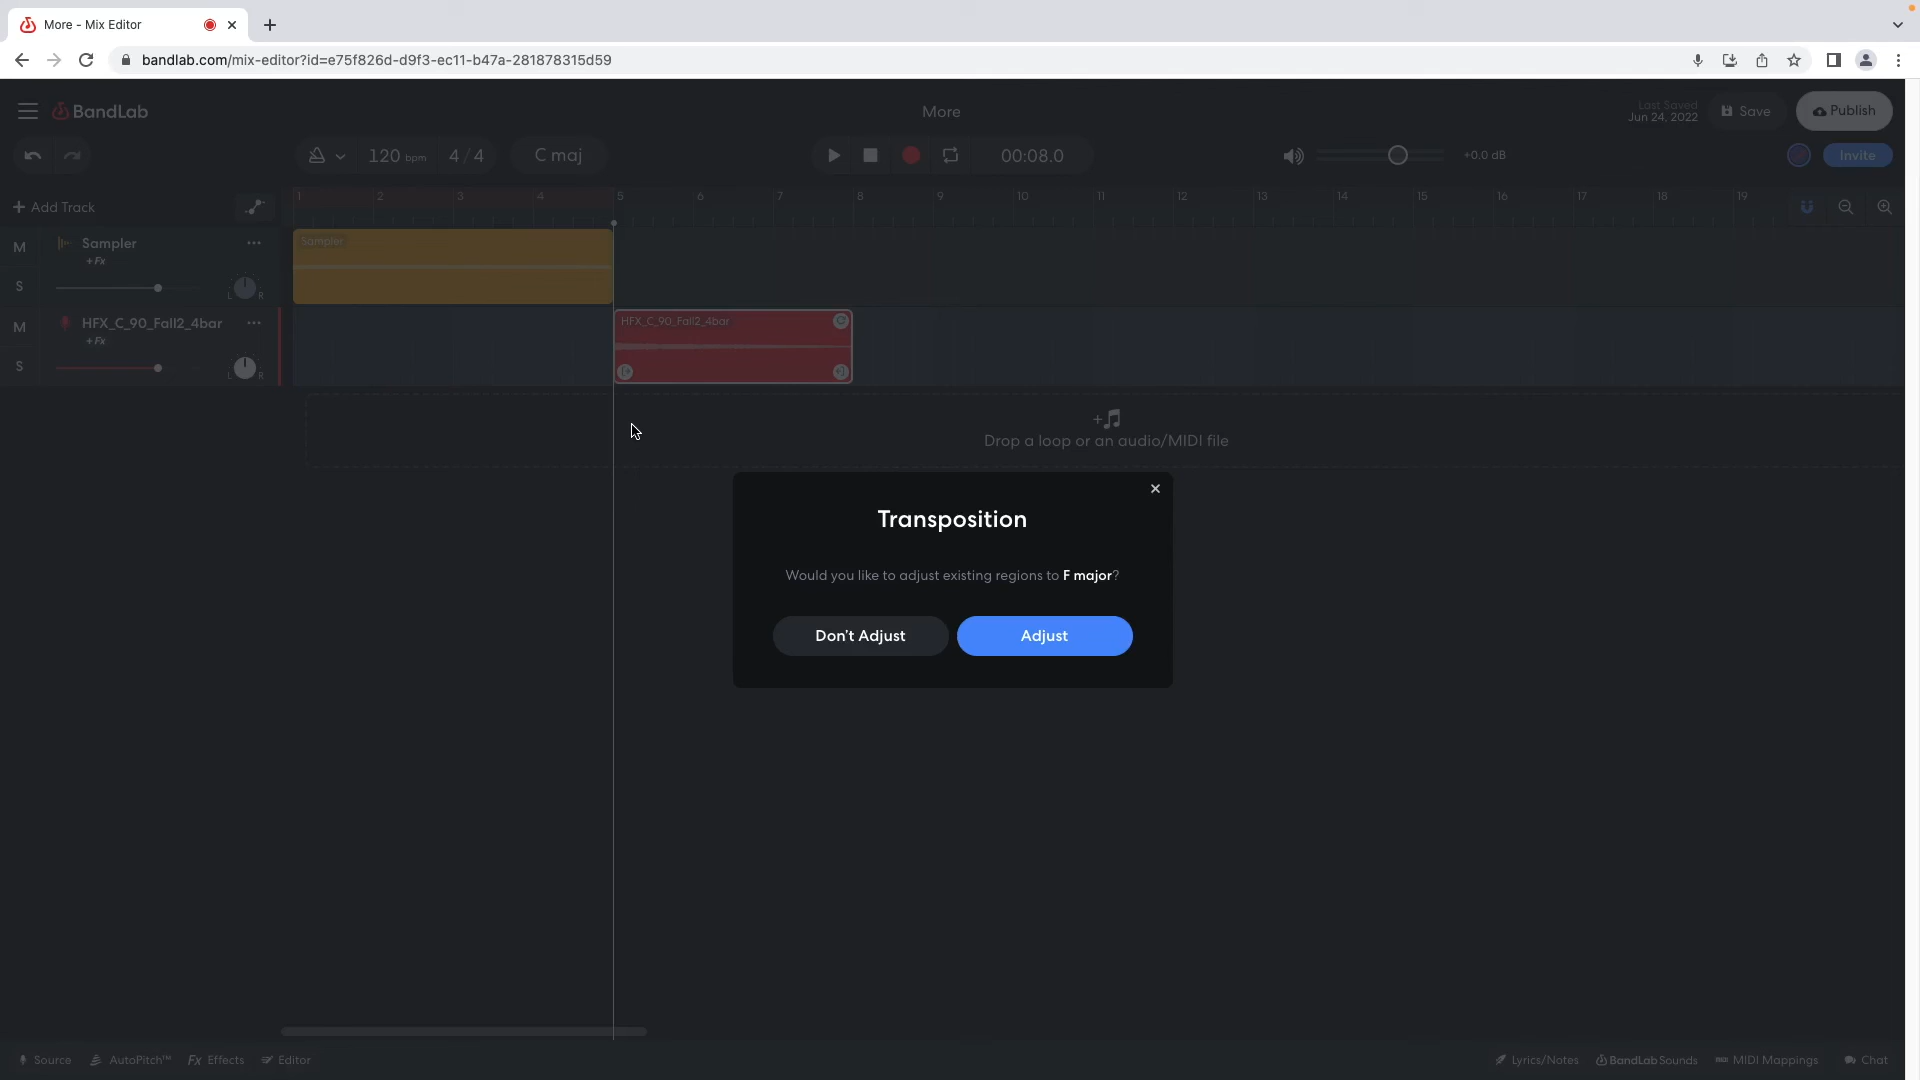 More - Mix Editor
bandlab.com/mix-editor?id=e75f826d-d9f3-ec11-b47a-281878315d59
BandLab
More
Last Saved
Jun 24, 2022
Save
Publish
120 bpm
4 / 4
C maj
00:08.0
+0.0 dB
Invite
+ Add Track
1 2 3 4 5 6 7 8 9 10 11 12 13 14 15 16 17 18 19
M
Sampler
+Fx
S
L R
Sampler
M
HFX_C_90_Fall2_4bar
+Fx
S
L R
HFX_C_90_Fall2_4bar
Drop a loop or an audio/MIDI file
Transposition
Would you like to adjust existing regions to F major?
Don't Adjust
Adjust
Source
AutoPitch™
Fx Effects
Editor
Lyrics/Notes
BandLab Sounds
MIDI Mappings
Chat